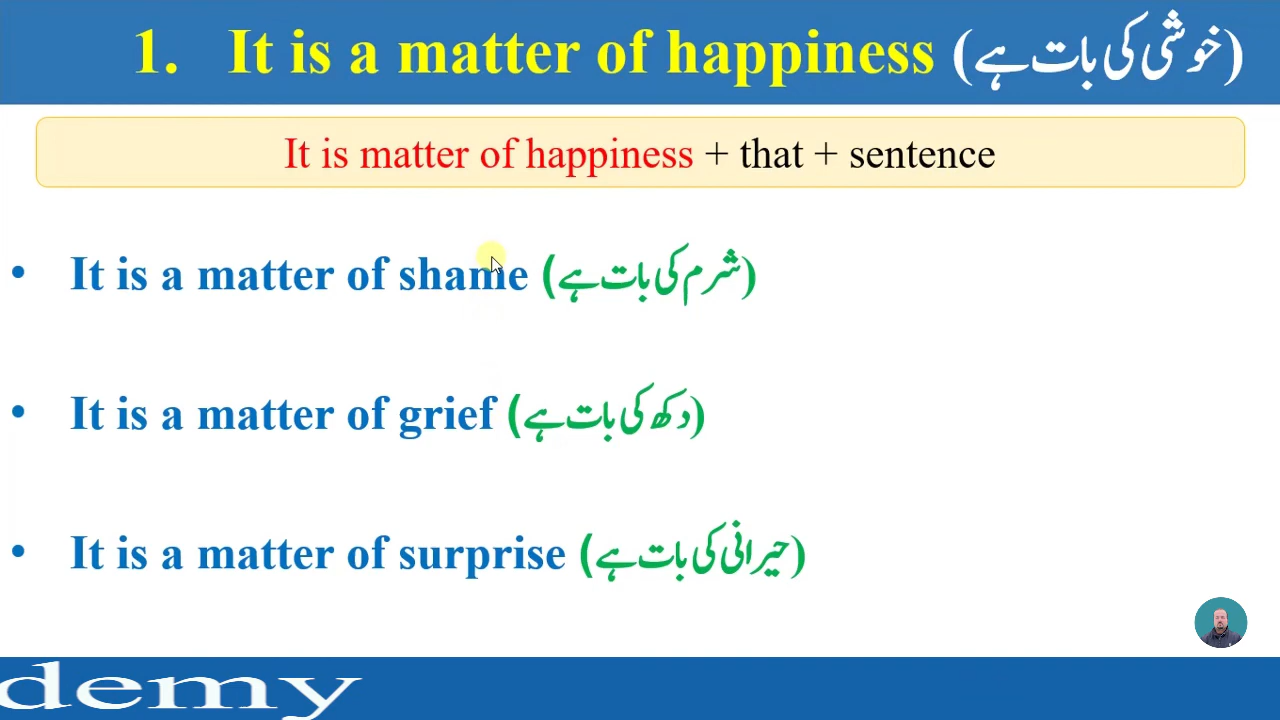 1. It is a matter of happiness (خوشی کی بات ہے)
It is matter of happiness + that + sentence
• It is a matter of shame (شرم کی بات ہے)
• It is a matter of grief (دکھ کی بات ہے)
• It is a matter of surprise (حیرانی کی بات ہے)
demy